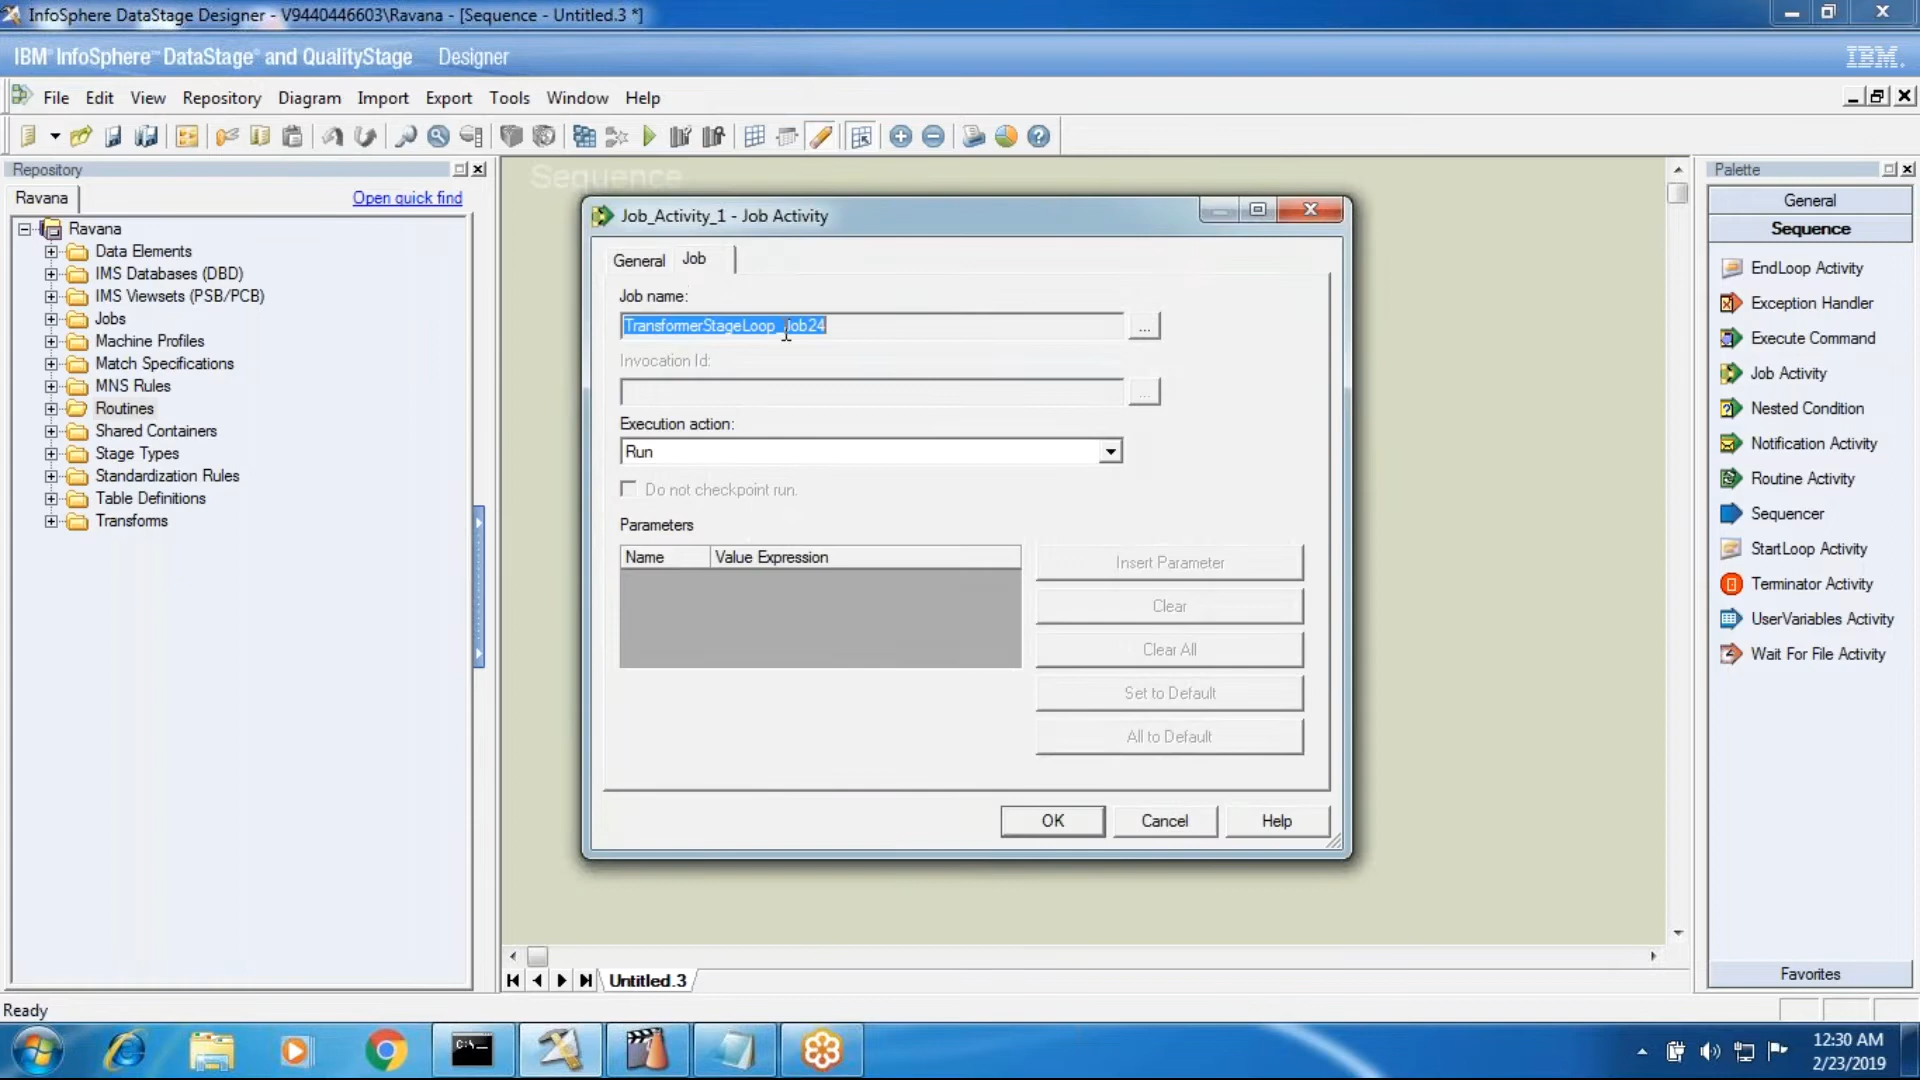 InfoSphere DataStage Designer - V9440446603\Ravana - [Sequence - Untitled.3 *]
IBM InfoSphere DataStage and QualityStage Designer
IBM.
File Edit View Repository Diagram Import Export Tools Window Help
Repository
Ravana
Open quick find
Ravana
Data Elements
IMS Databases (DBD)
IMS Viewsets (PSB/PCB)
Jobs
Machine Profiles
Match Specifications
MNS Rules
Routines
Shared Containers
Stage Types
Standardization Rules
Table Definitions
Transforms
Sequence
Job_Activity_1 - Job Activity
General
Job
Job name:
TransformerStageLoop_Job24
...
Invocation Id:
...
Execution action:
Run
Do not checkpoint run.
Parameters
Name Value Expression
Insert Parameter
Clear
Clear All
Set to Default
All to Default
OK
Cancel
Help
Untitled.3
Palette
General
Sequence
EndLoop Activity
Exception Handler
Execute Command
Job Activity
Nested Condition
Notification Activity
Routine Activity
Sequencer
StartLoop Activity
Terminator Activity
UserVariables Activity
Wait For File Activity
Favorites
Ready
C:\.
12:30 AM
2/23/2019